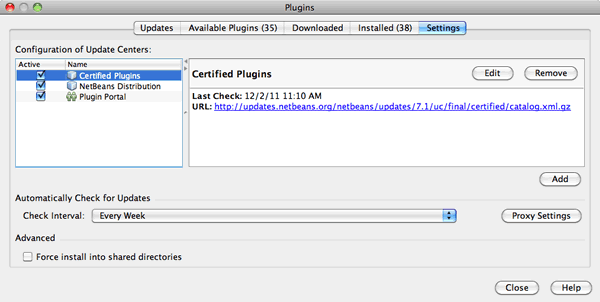 Plugins
Updates Available Plugins (35) Downloaded Installed (38) Settings
Configuration of Update Centers:
Active Name
Certified Plugins
NetBeans Distribution
Plugin Portal
Certified Plugins Edit Remove
Last Check: 12/2/11 11:10 AM
URL: http://updates.netbeans.org/netbeans/updates/7.1/uc/final/certified/catalog.xml.gz
Add
Automatically Check for Updates
Check Interval: Every Week Proxy Settings
Advanced
Force install into shared directories
Close Help